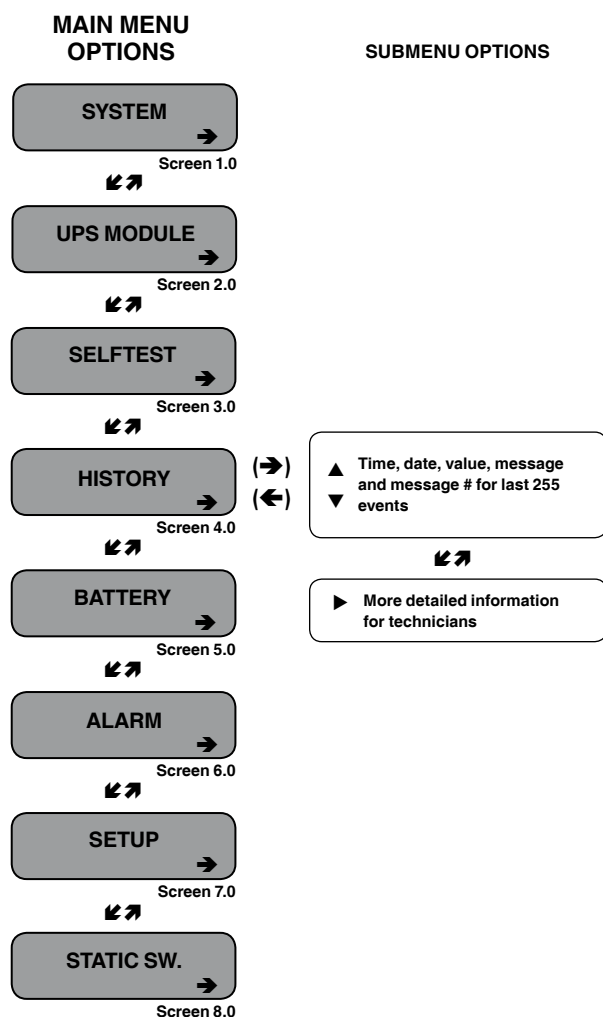 MAIN MENU
OPTIONS
SUBMENU OPTIONS
SYSTEM
Screen 1.0
UPS MODULE
Screen 2.0
SELFTEST
Screen 3.0
HISTORY
Screen 4.0
(➔)
(←)
▲ Time, date, value, message
and message # for last 255
▼ events
▶ More detailed information
for technicians
BATTERY
Screen 5.0
ALARM
Screen 6.0
SETUP
Screen 7.0
STATIC SW.
Screen 8.0